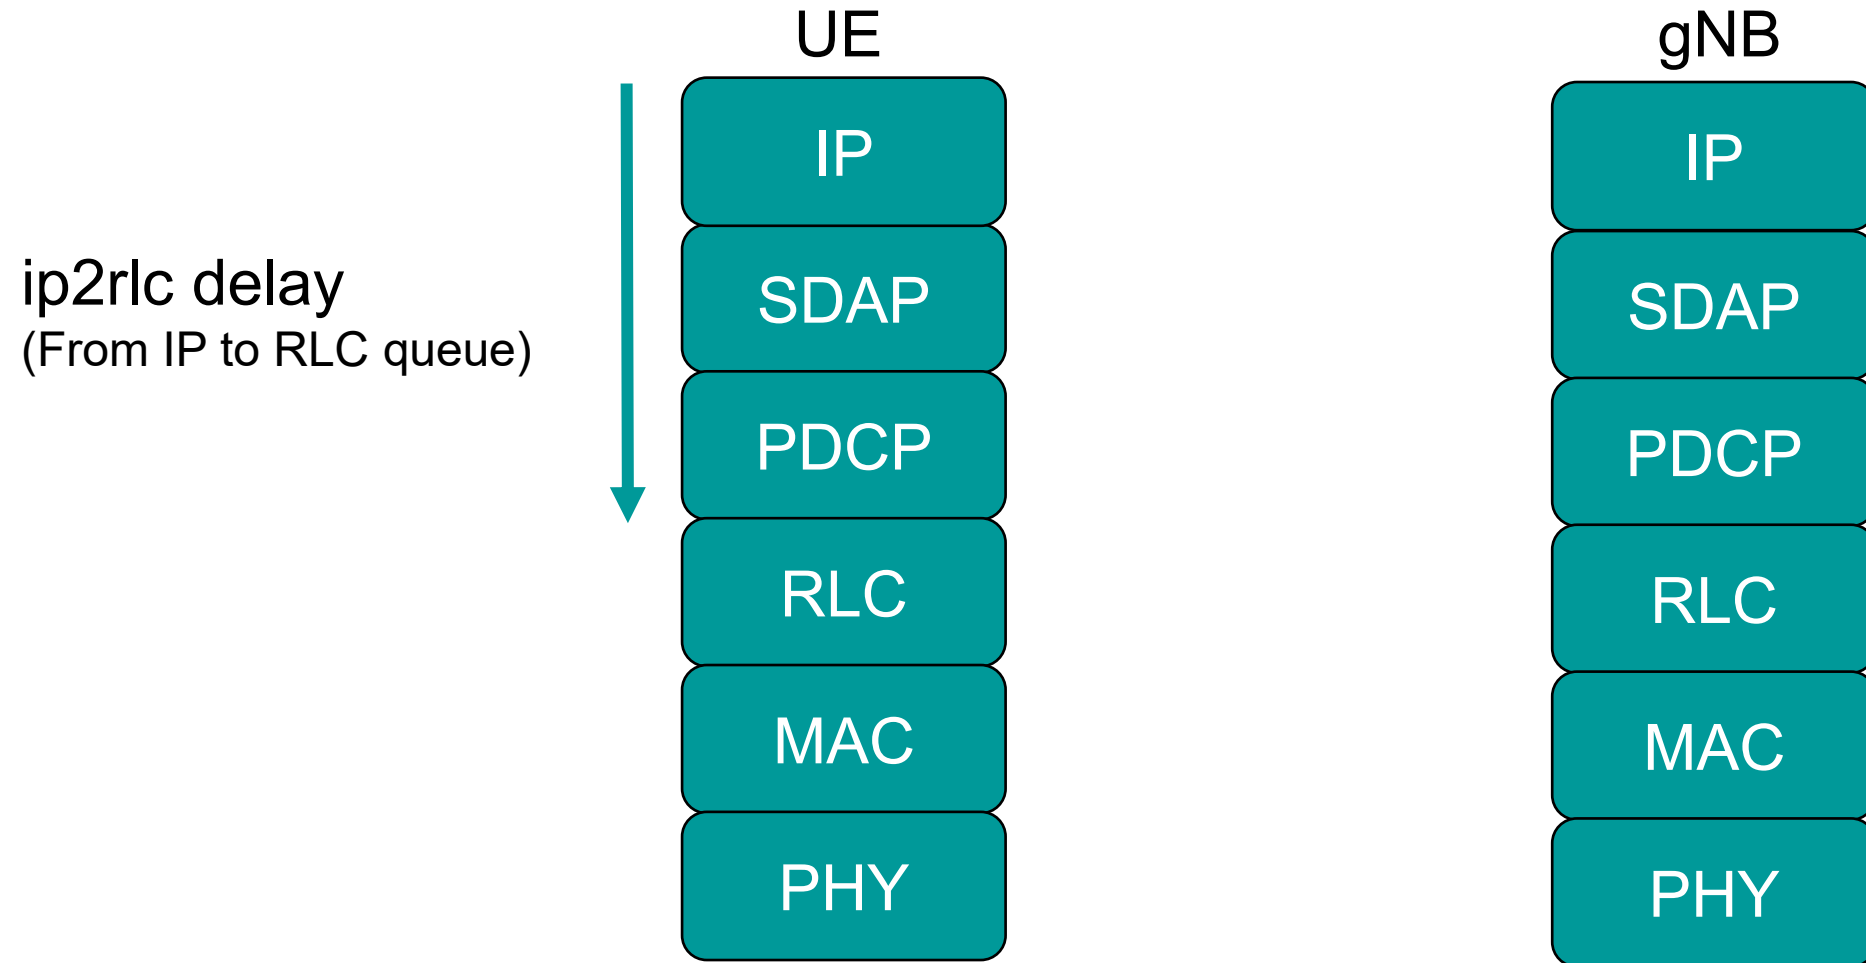 UE
gNB
ip2rlc delay
(From IP to RLC queue)
IP
SDAP
PDCP
RLC
MAC
PHY
IP
SDAP
PDCP
RLC
MAC
PHY